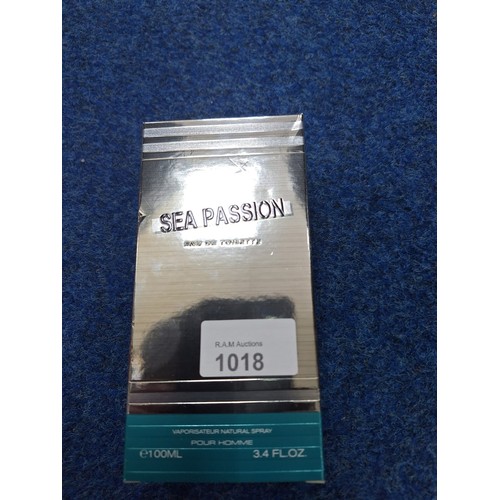 SEA PASSION
EAU DE TOILETTE
R.A.M Auctions
1018
VAPORISATEUR NATURAL SPRAY
POUR HOMME
℮100ML 3.4 FL.OZ.